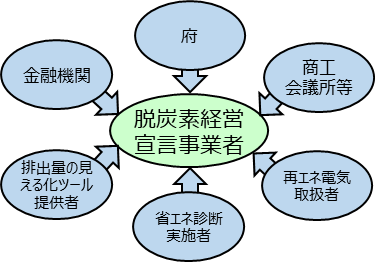 府
金融機関
商工
会議所等
脱炭素経営
宣言事業者
排出量の見
える化ツール
提供者
再エネ電気
取扱者
省エネ診断
実施者